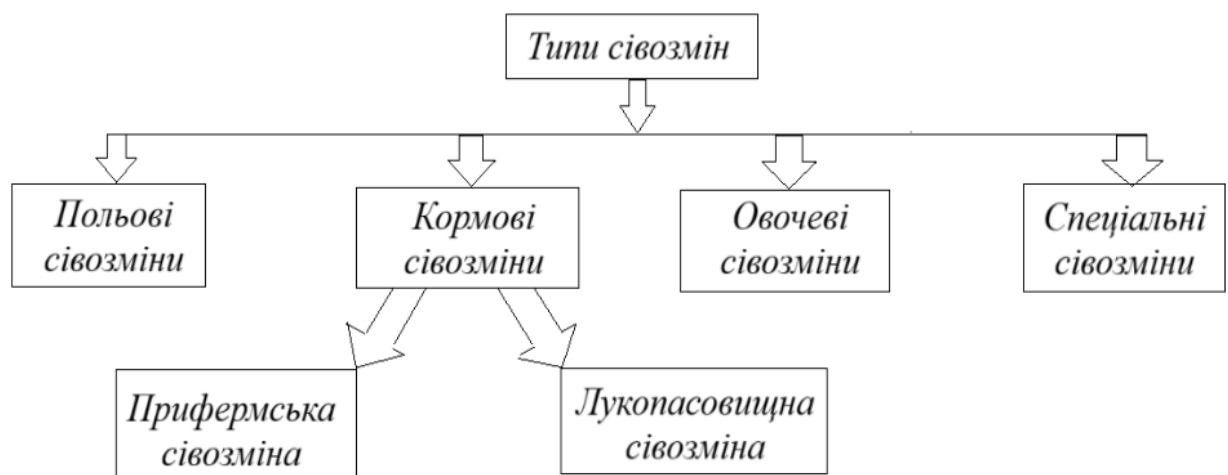 Типи сівозмін
Польові
сівозміни
Кормові
сівозміни
Овочеві
сівозміни
Спеціальні
сівозміни
Прифермська
сівозміна
Лукопасовищна
сівозміна